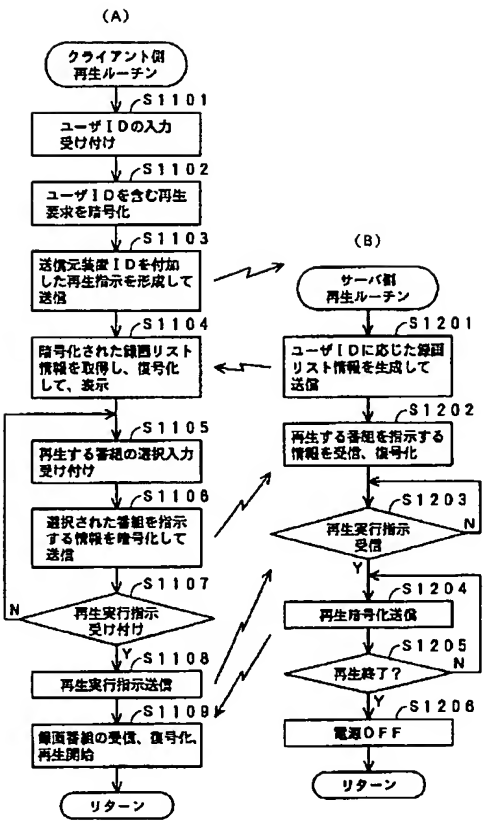 (A)
クライアント側
再生ルーチン
S1101
ユーザIDの入力
受け付け
S1102
ユーザIDを含む再生
要求を暗号化
S1103
送信元装置IDを付加
した再生指示を形成して
送信
S1104
暗号化された録画リスト
情報を取得し、復号化
して、表示
S1105
再生する番組の選択入力
受け付け
S1106
選択された番組を指示
する情報を暗号化して
送信
S1107
N
再生実行指示
受け付け
Y
S1108
再生実行指示送信
S1109
録画番組の受信、復号化、
再生開始
リターン
(B)
サーバ側
再生ルーチン
S1201
ユーザIDに応じた録画
リスト情報を生成して
送信
S1202
再生する番組を指示する
情報を受信、復号化
S1203
再生実行指示
受信
N
Y
S1204
再生暗号化送信
S1205
再生終了?
N
Y
S1206
電源OFF
リターン